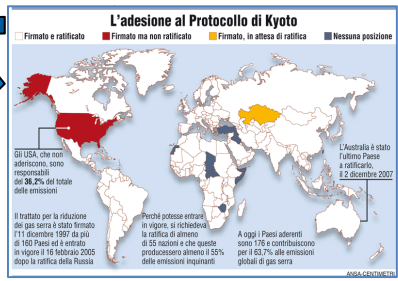 L'adesione al Protocollo di Kyoto
Firmato e ratificato
Firmato ma non ratificato
Firmato, in attesa di ratifica
Nessuna posizione
Gli USA, che non
aderiscono, sono
responsabili
del 36,2% del totale
delle emissioni
L'Australia è stato
l'ultimo Paese
a ratificarlo,
il 2 dicembre 2007
Il trattato per la riduzione
dei gas serra è stato firmato
l'11 dicembre 1997 da più
di 160 Paesi ed è entrato
in vigore il 16 febbraio 2005
dopo la ratifica della Russia
Perché potesse entrare
in vigore, si richiedeva
la ratifica di almeno
di 55 nazioni e che queste
producessero almeno il 55%
delle emissioni inquinanti
A oggi i Paesi aderenti
sono 176 e contribuiscono
per il 63,7% alle emissioni
globali di gas serra
ANSA-CENTIMETRI